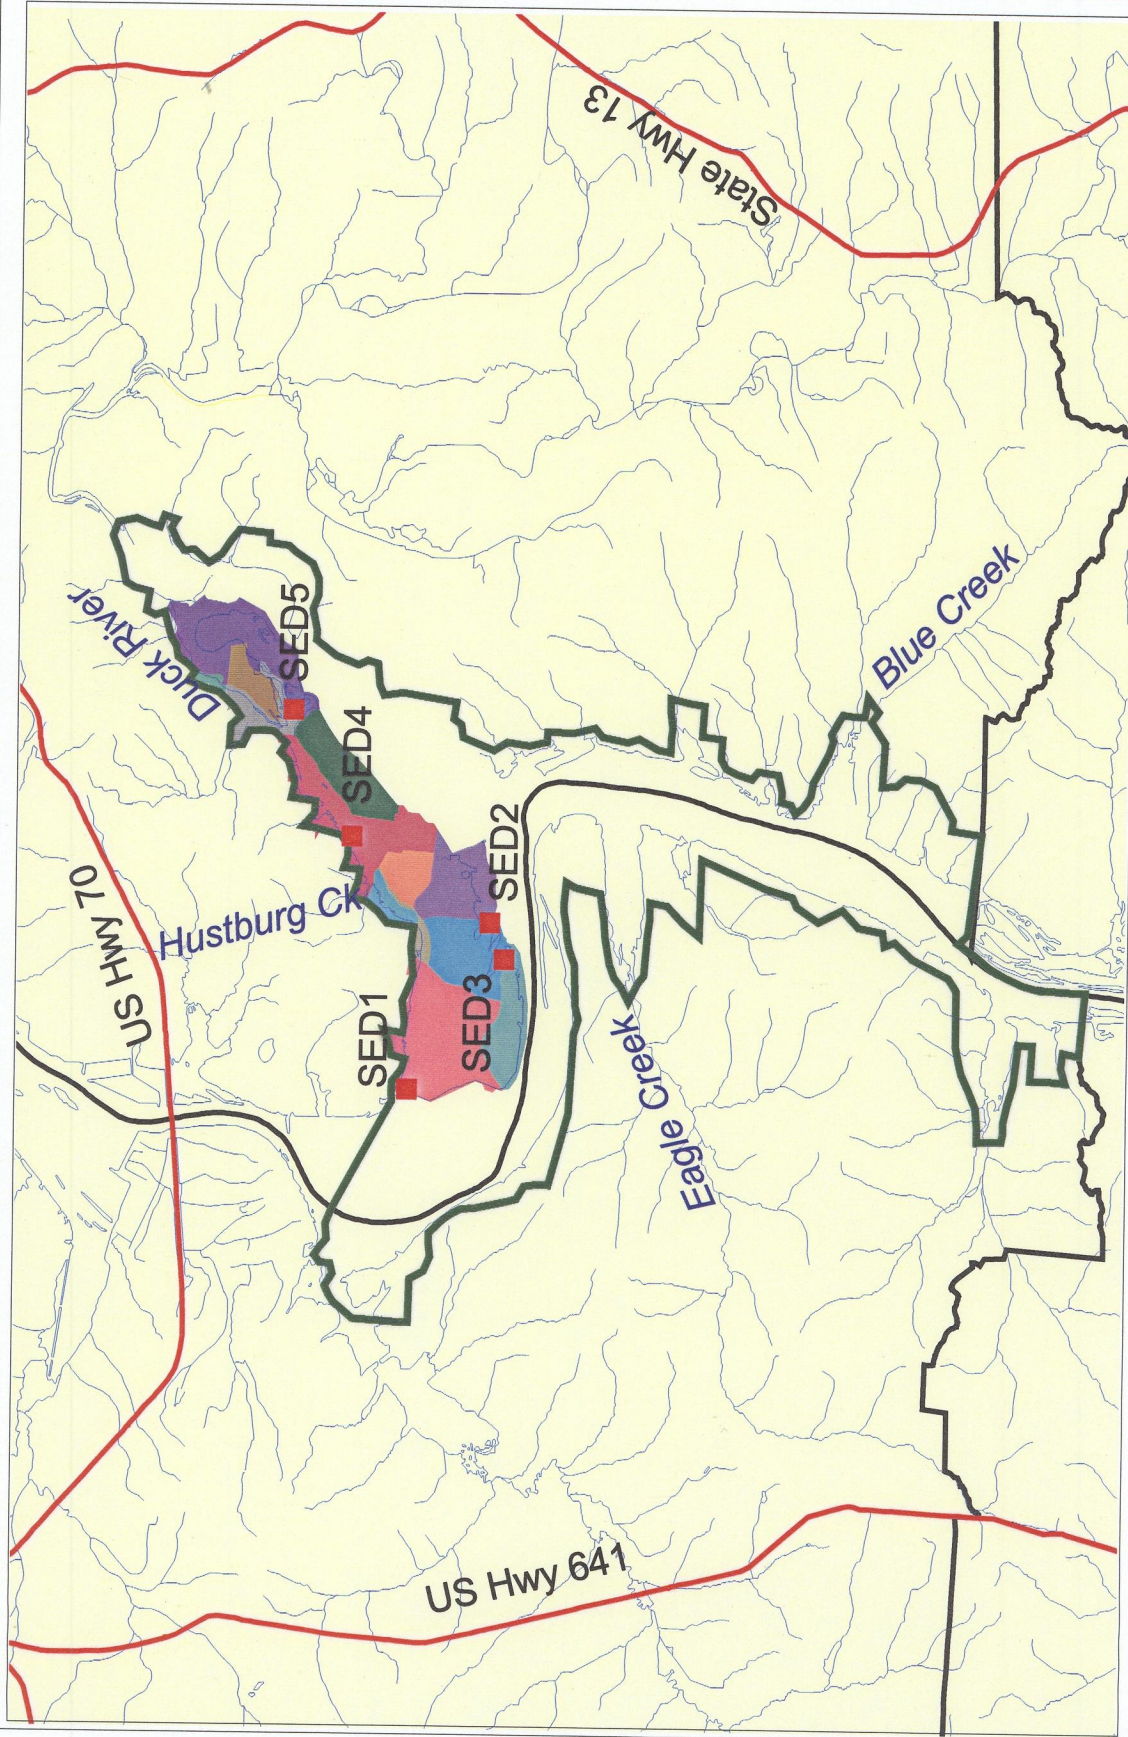 State Hwy 13
Duck River
SED5
Blue Creek
SED4
SED2
US Hwy 70
Hustburg Ck
SED3
SED1
Eagle Creek
US Hwy 641